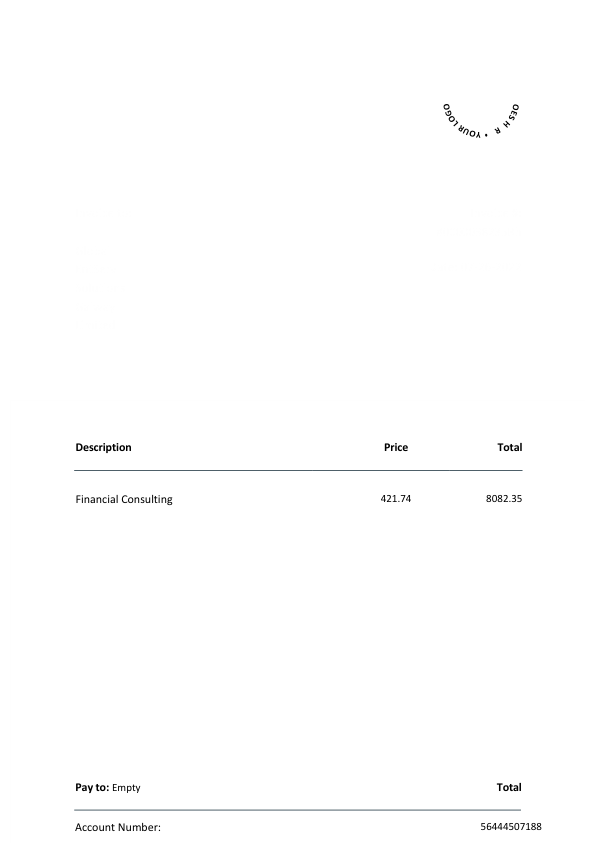 OES H R • YOUR LOGO
Description Price Total
Financial Consulting 421.74 8082.35
Pay to: Empty Total
Account Number: 56444507188